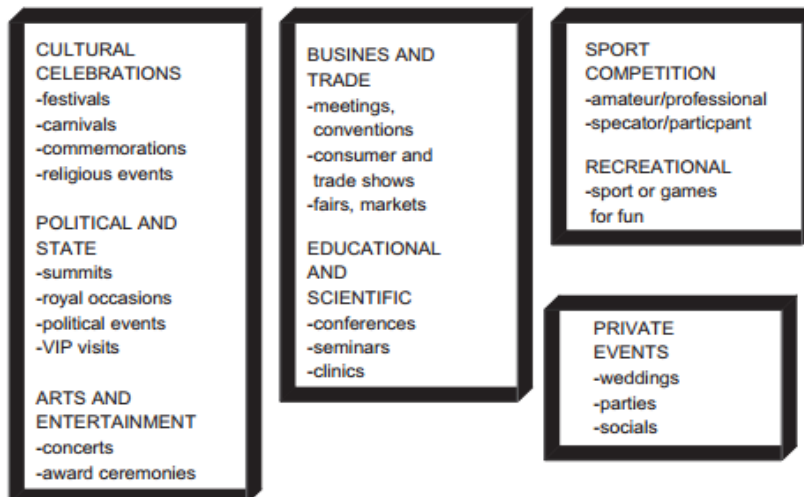 CULTURAL
CELEBRATIONS
-festivals
-carnivals
-commemorations
-religious events
POLITICAL AND
STATE
-summits
-royal occasions
-political events
-VIP visits
ARTS AND
ENTERTAINMENT
-concerts
-award ceremonies
BUSINES AND
TRADE
-meetings,
conventions
-consumer and
trade shows
-fairs, markets
EDUCATIONAL
AND
SCIENTIFIC
-conferences
-seminars
-clinics
SPORT
COMPETITION
-amateur/professional
-specator/particpant
RECREATIONAL
-sport or games
for fun
PRIVATE
EVENTS
-weddings
-parties
-socials